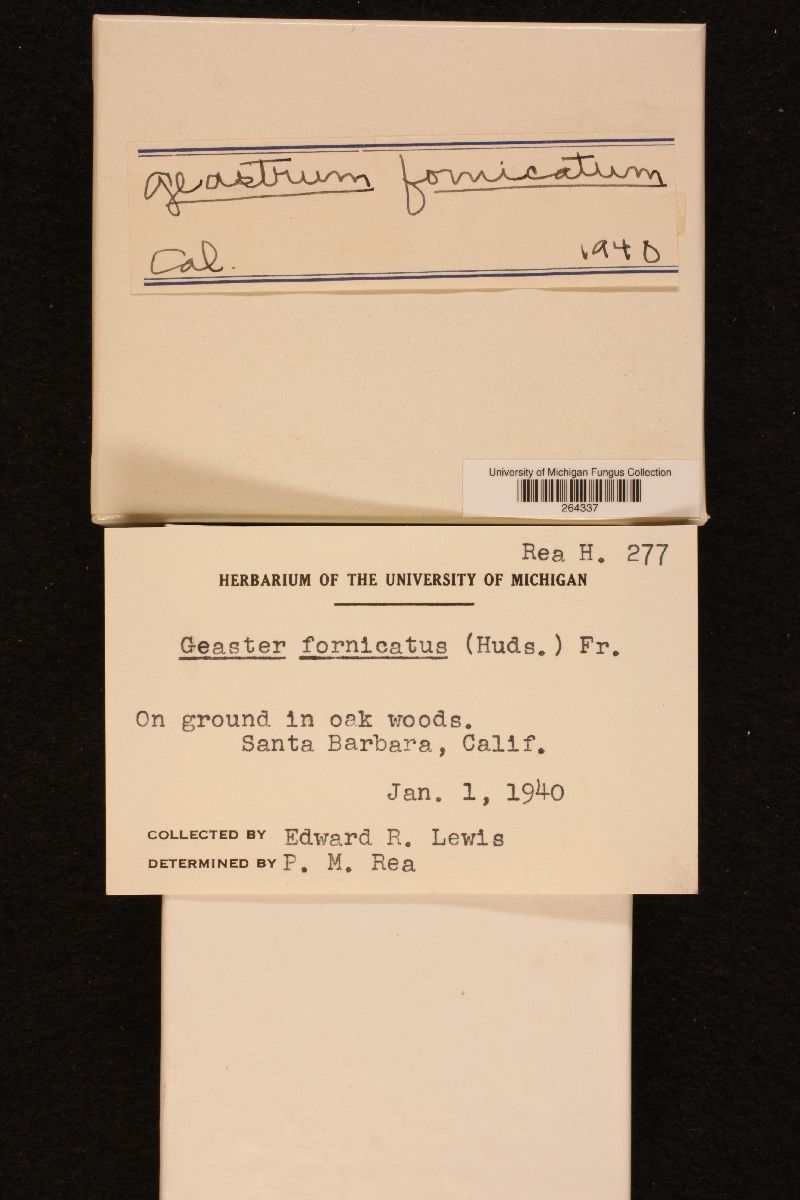 Geastrum fornicatum
Cal. 1940
University of Michigan Fungus Collection
264337
Rea H. 277
HERBARIUM OF THE UNIVERSITY OF MICHIGAN
Geaster fornicatus (Huds.) Fr.
On ground in oak woods.
Santa Barbara, Calif.
Jan. 1, 1940
COLLECTED BY Edward R. Lewis
DETERMINED BY P. M. Rea